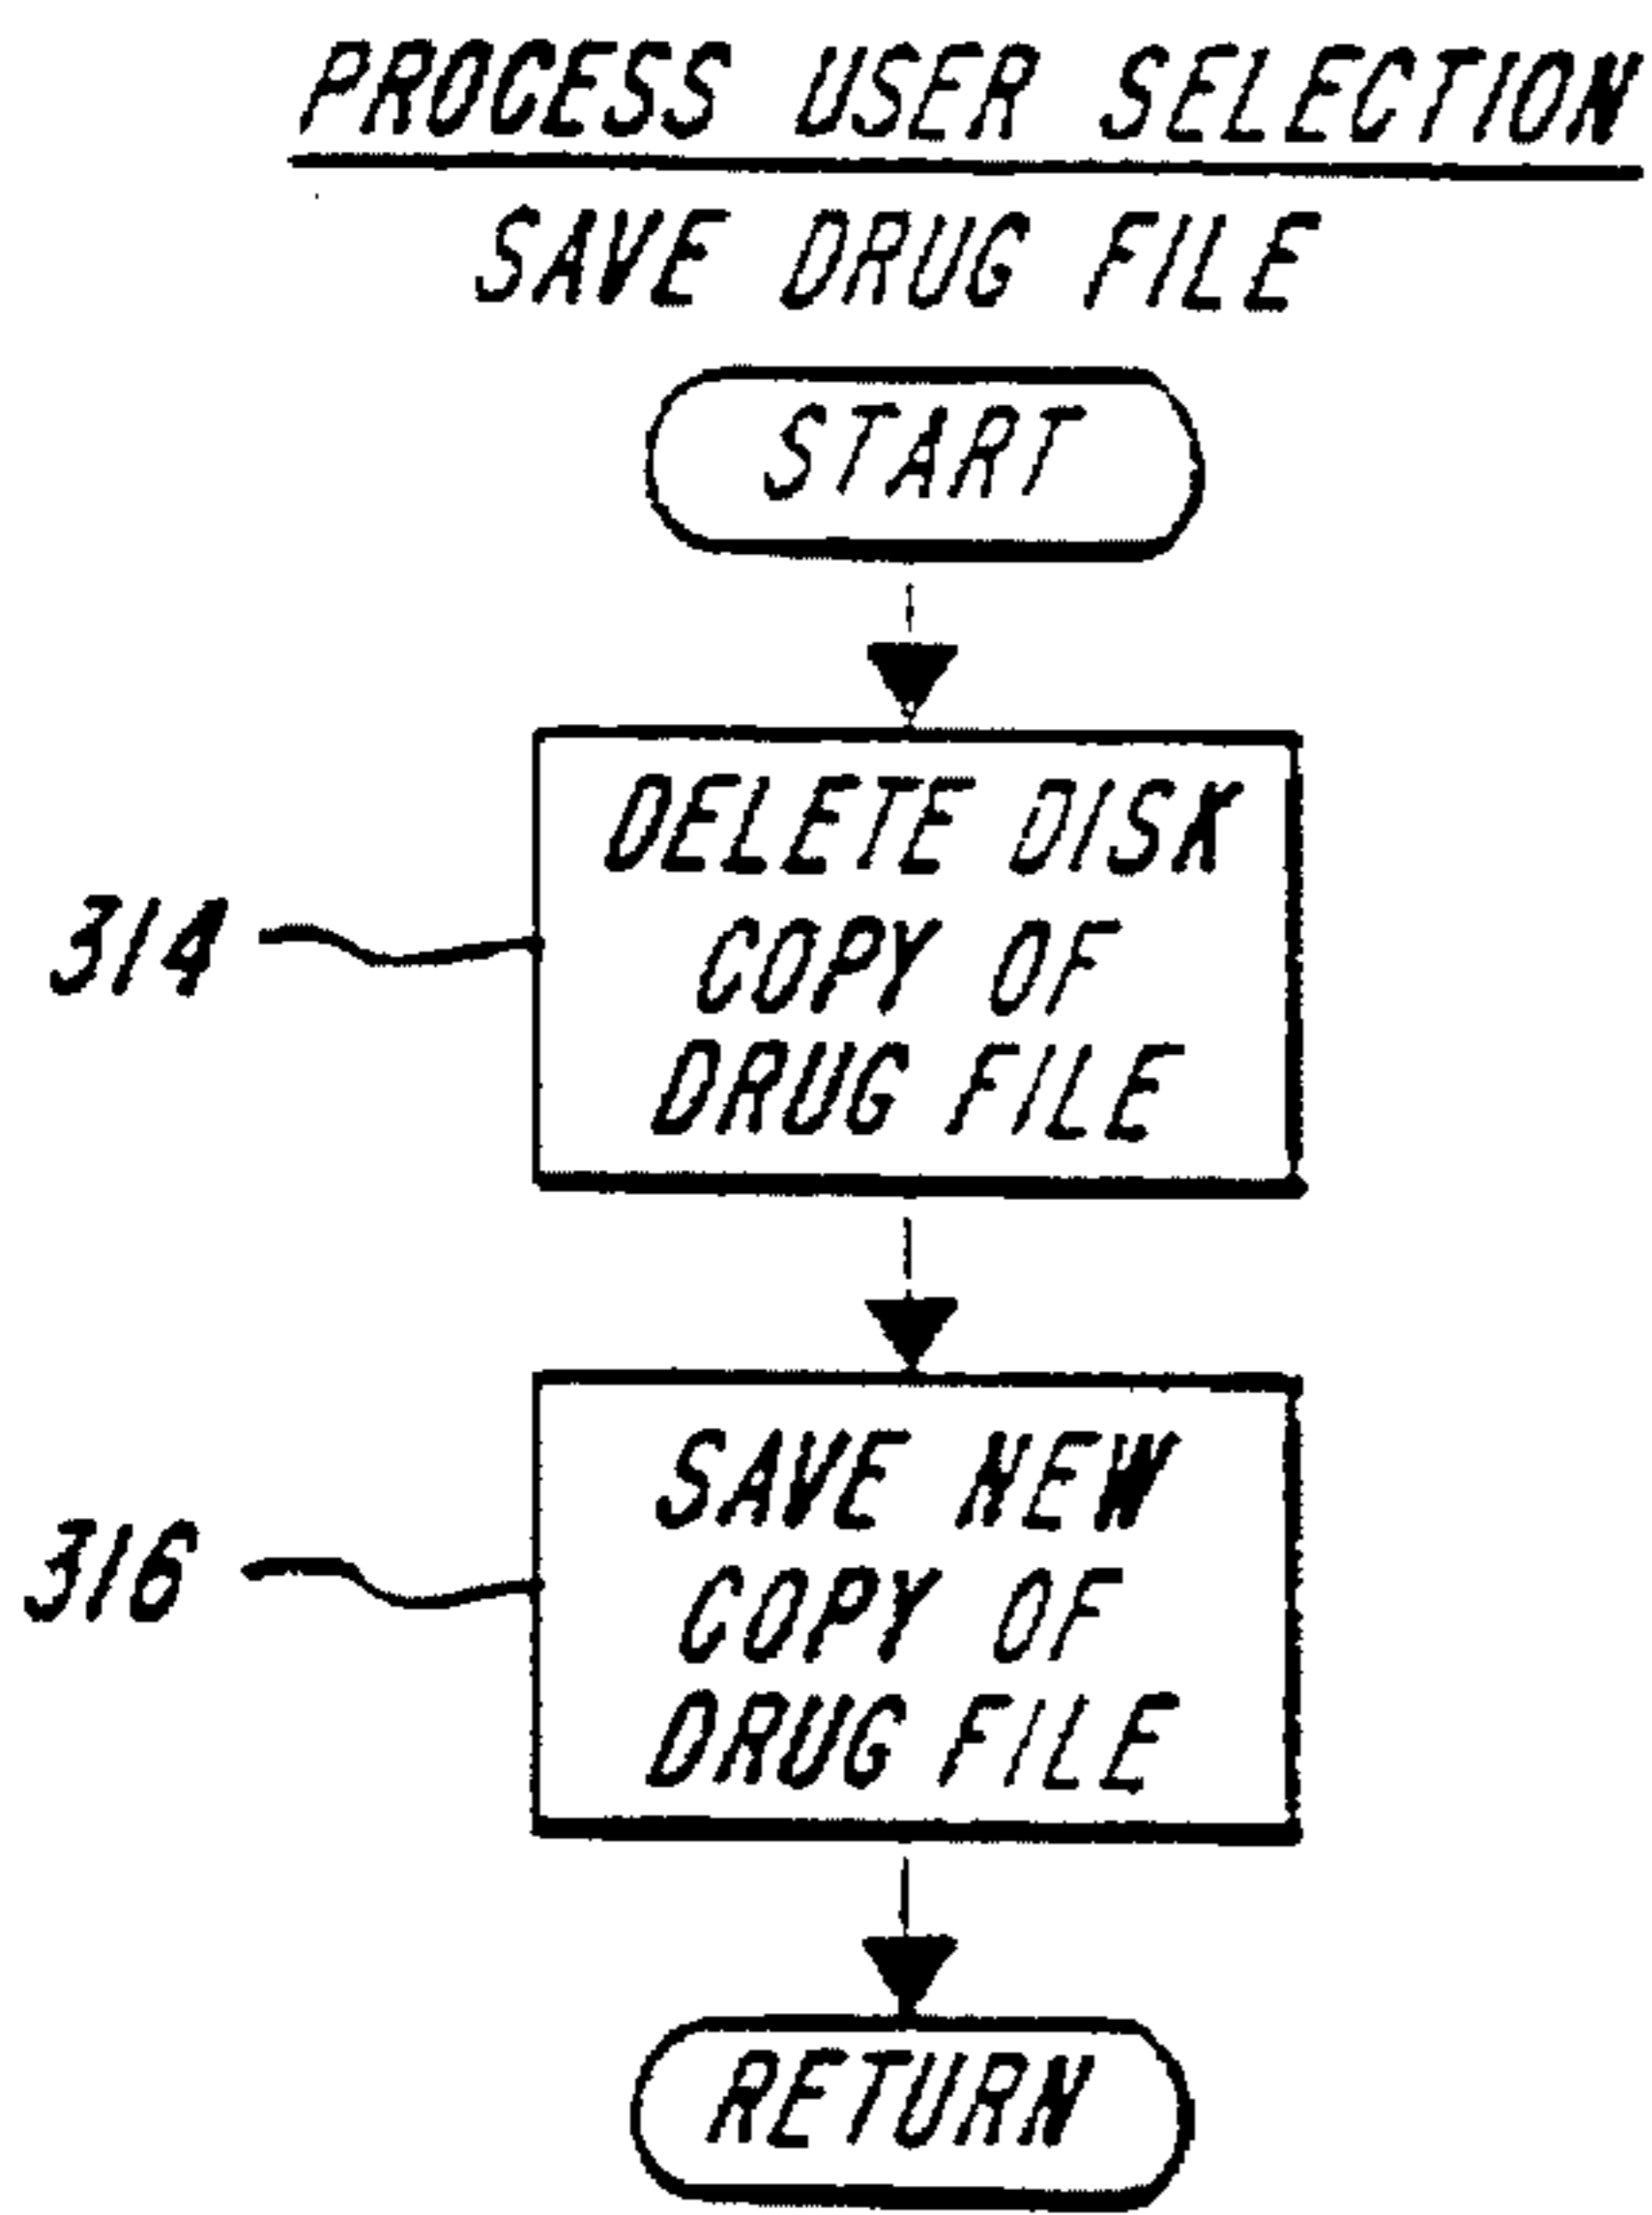 PROCESS USER SELECTION
SAVE DRUG FILE
START
DELETE DISK
COPY OF
DRUG FILE
314
SAVE NEW
COPY OF
DRUG FILE
316
RETURN